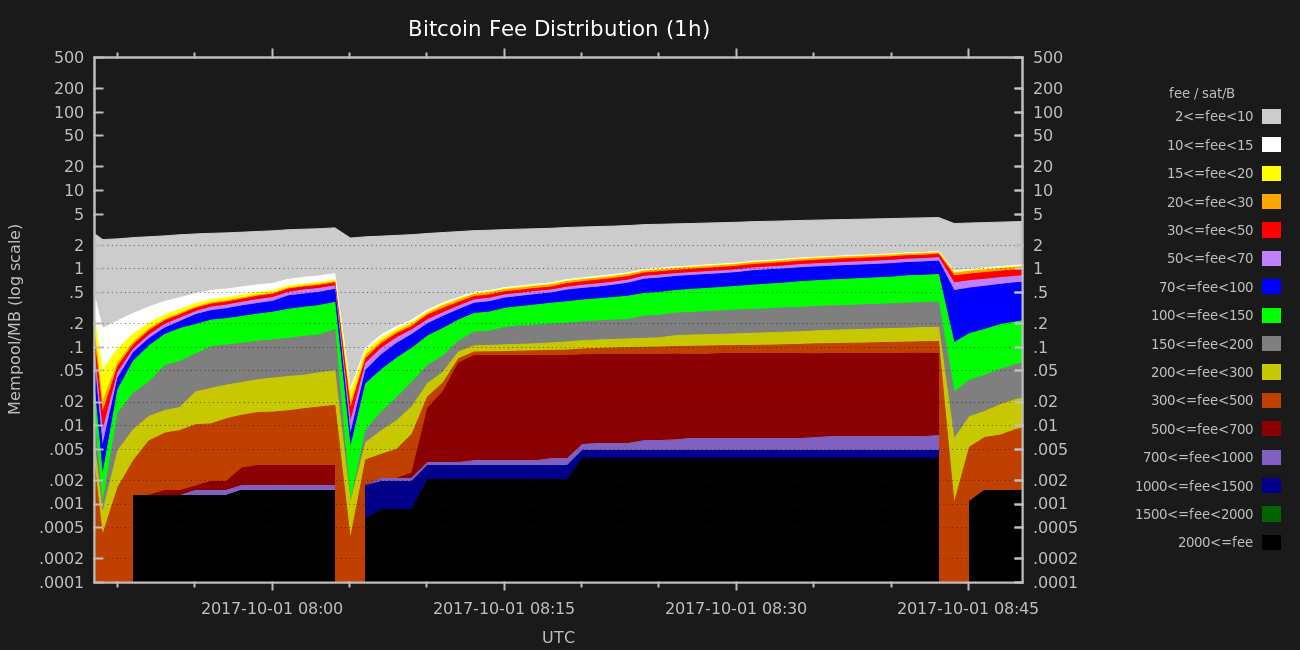 Bitcoin Fee Distribution (1h)
Mempool/MB (log scale)
500
200
100
50
20
10
5
2
1
.5
.2
.1
.05
.02
.01
.005
.002
.001
.0005
.0002
.0001
500
200
100
50
20
10
5
2
1
.5
.2
.1
.05
.02
.01
.005
.002
.001
.0005
.0002
.0001
2017-10-01 08:00
2017-10-01 08:15
2017-10-01 08:30
2017-10-01 08:45
UTC
fee / sat/B
2<=fee<10
10<=fee<15
15<=fee<20
20<=fee<30
30<=fee<50
50<=fee<70
70<=fee<100
100<=fee<150
150<=fee<200
200<=fee<300
300<=fee<500
500<=fee<700
700<=fee<1000
1000<=fee<1500
1500<=fee<2000
2000<=fee